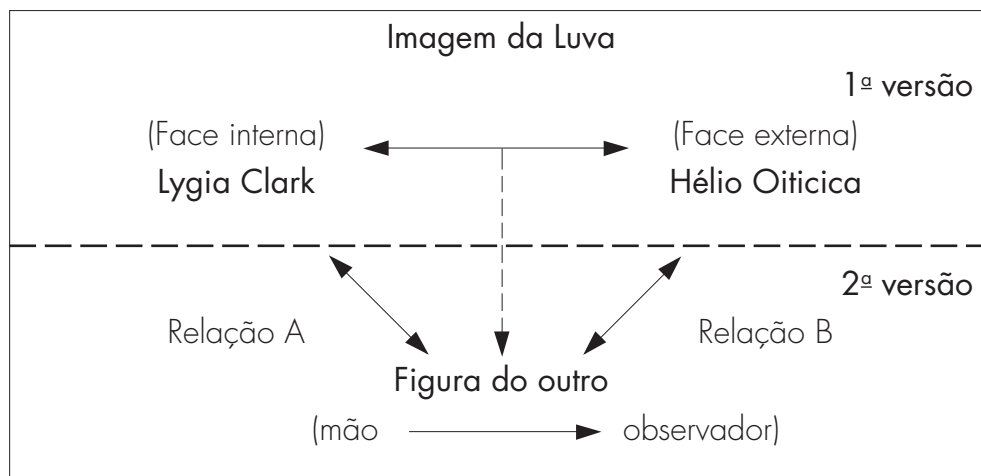 Imagem da Luva
1ª versão
(Face interna) (Face externa)
Lygia Clark Hélio Oiticica
2ª versão
Relação A Relação B
Figura do outro
(mão observador)